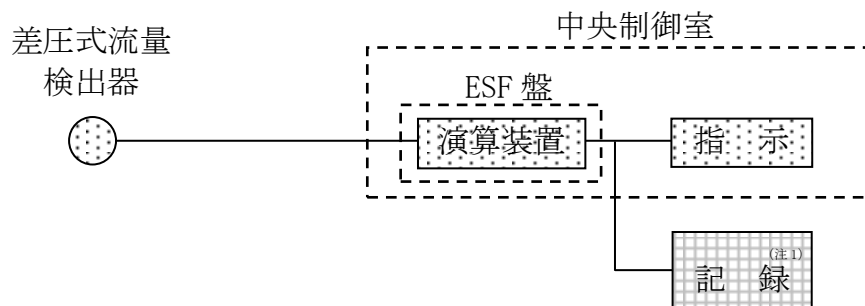 中央制御室
差圧式流量
検出器
ESF 盤
演算装置
指 示
(注1)
記 録